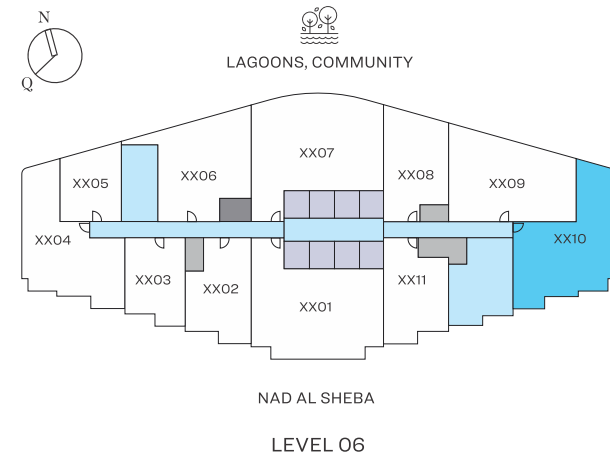 N
Q
LAGOONS, COMMUNITY
XX07
XX08
XX06
XX05
XX09
XX04
XX10
XX03
XX02
XX11
XX01
NAD AL SHEBA
LEVEL 06